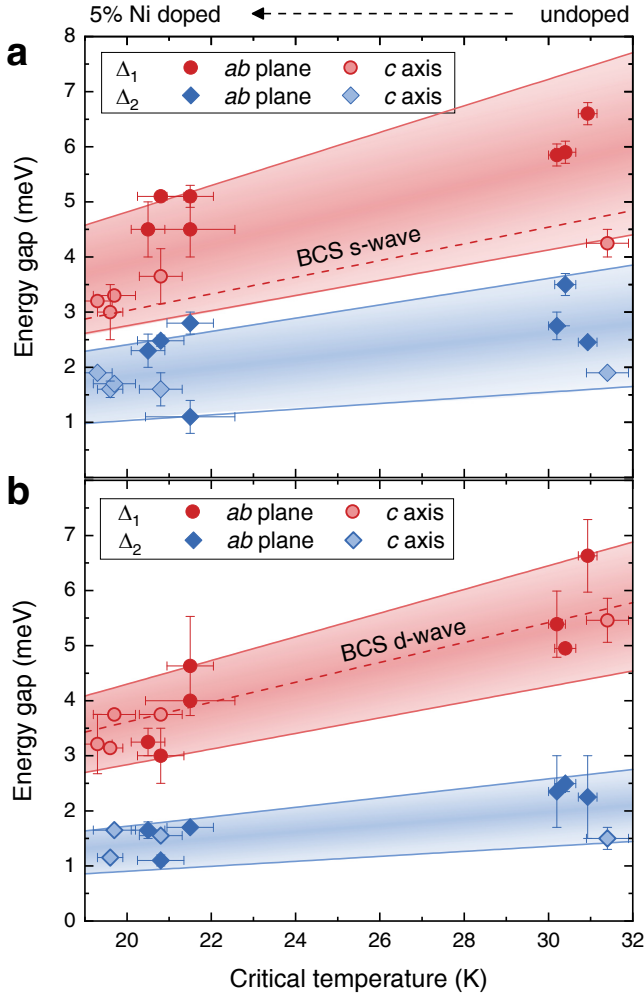 5% Ni doped undoped
a
Δ1 ab plane c axis
Δ2 ab plane c axis
BCS s-wave
Energy gap (meV)
8
7
6
5
4
3
2
1
b
Δ1 ab plane c axis
Δ2 ab plane c axis
BCS d-wave
Energy gap (meV)
7
6
5
4
3
2
1
0
20 22 24 26 28 30 32
Critical temperature (K)